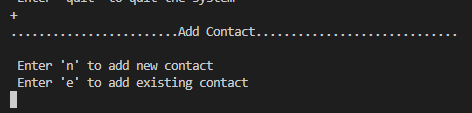 Enter 'quit' to quit the system
+
........................Add Contact.............................
Enter 'n' to add new contact
Enter 'e' to add existing contact